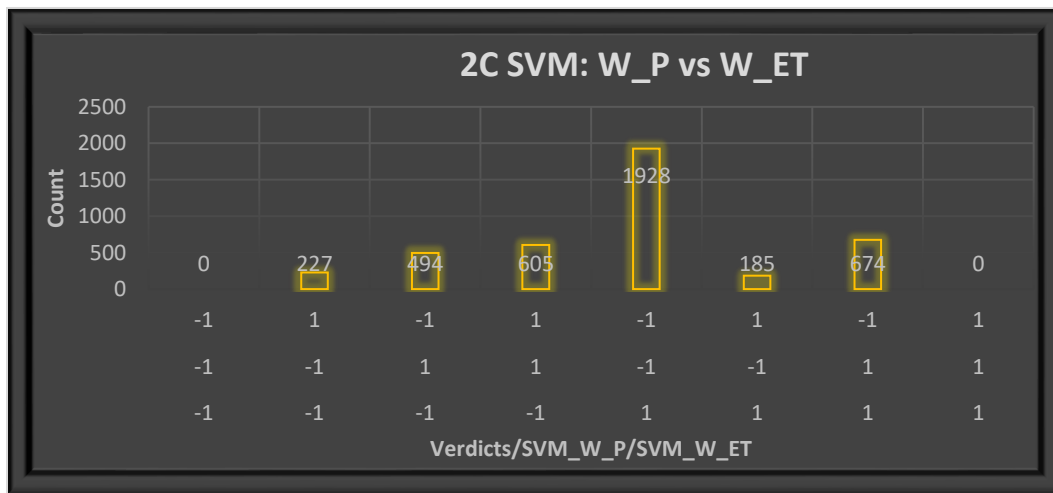 2C SVM: W_P vs W_ET
Count
2500
2000
1500
1000
500
0
0 227 494 605 1928 185 674 0
-1 1 -1 1 -1 1 -1 1
-1 -1 1 1 -1 -1 1 1
-1 -1 -1 -1 1 1 1 1
Verdicts/SVM_W_P/SVM_W_ET